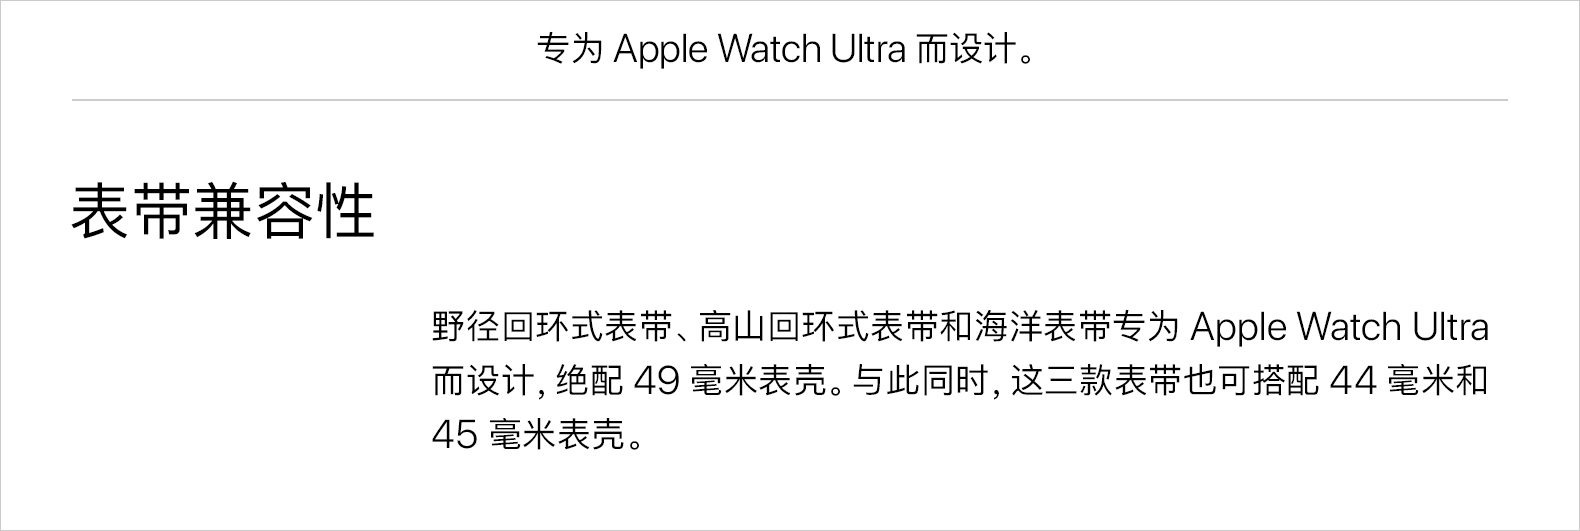 专为 Apple Watch Ultra 而设计。
表带兼容性
野径回环式表带、高山回环式表带和海洋表带专为 Apple Watch Ultra
而设计，绝配 49 毫米表壳。与此同时，这三款表带也可搭配 44 毫米和
45 毫米表壳。